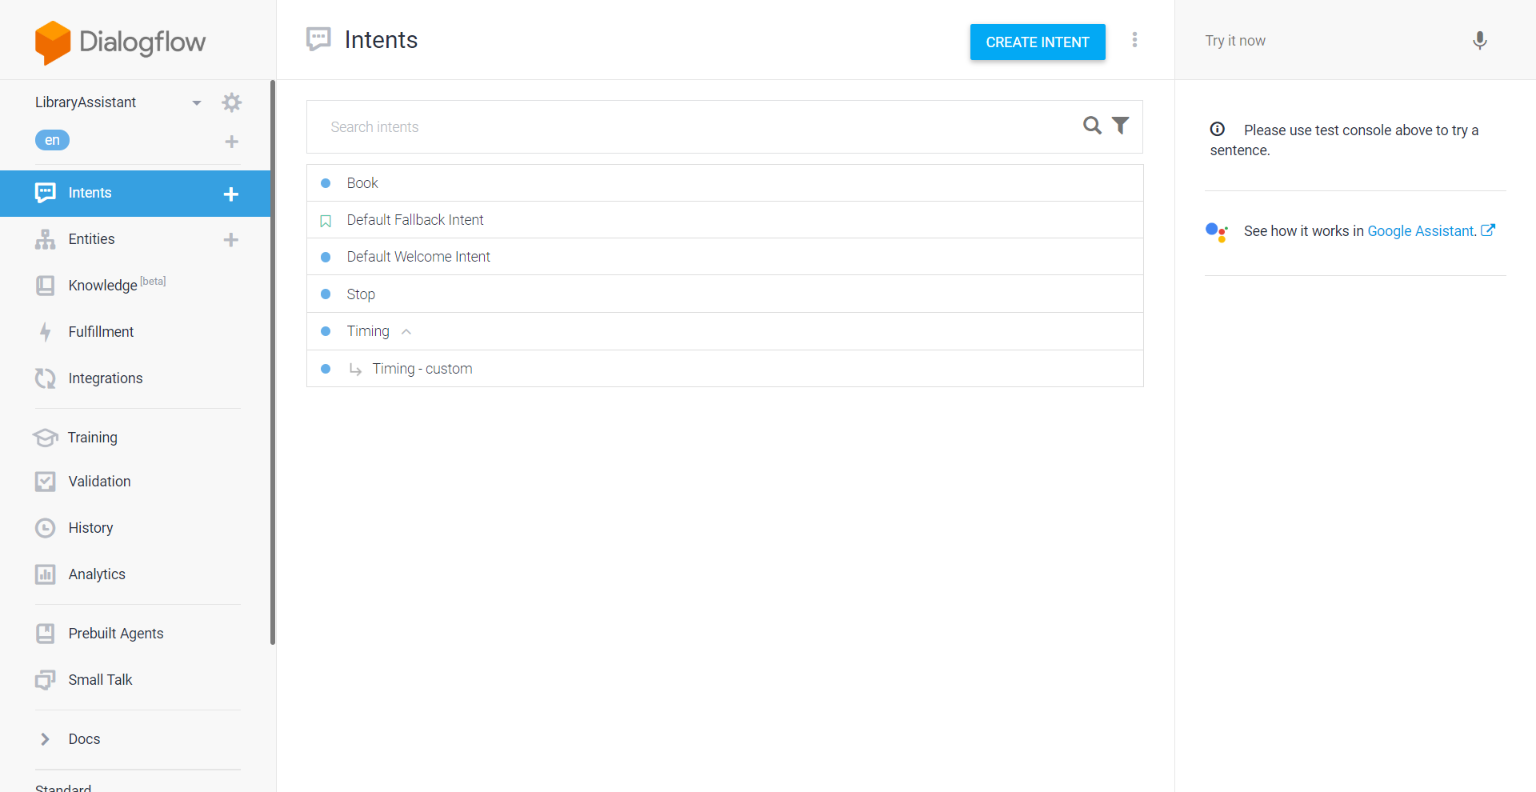 Dialogflow
LibraryAssistant
en
Intents
Entities
Knowledge [beta]
Fulfillment
Integrations
Training
Validation
History
Analytics
Prebuilt Agents
Small Talk
Docs
Standard
Intents
CREATE INTENT
Search intents
Book
Default Fallback Intent
Default Welcome Intent
Stop
Timing
Timing - custom
Try it now
Please use test console above to try a
sentence.
See how it works in Google Assistant.